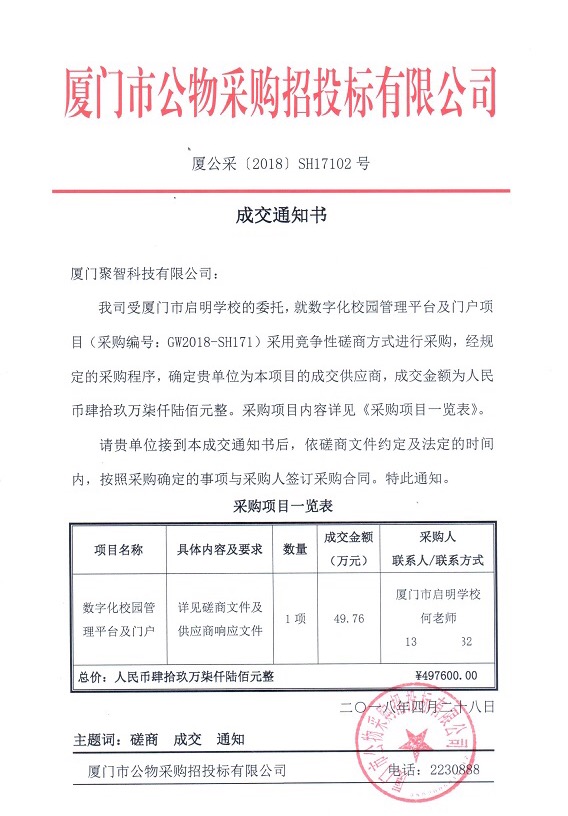 厦门市公物采购招投标有限公司
厦公采〔2018〕SH17102 号
成交通知书
厦门聚智科技有限公司：
我司受厦门市启明学校的委托，就数字化校园管理平台及门户项
目（采购编号：GW2018-SH171）采用竞争性磋商方式进行采购，经规
定的采购程序，确定贵单位为本项目的成交供应商，成交金额为人民
币肆拾玖万柒仟陆佰元整。采购项目内容详见《采购项目一览表》。
请贵单位接到本成交通知书后，依磋商文件约定及法定的时间
内，按照采购确定的事项与采购人签订采购合同。特此通知。
采购项目一览表
项目名称 具体内容及要求 数量 成交金额（万元） 采购人联系人/联系方式
数字化校园管理平台及门户 详见磋商文件及供应商响应文件 1 项 49.76 厦门市启明学校
何老师
13 32
总价：人民币肆拾玖万柒仟陆佰元整 ¥497600.00
二〇一八年四月二十八日
主题词：磋商 成交 通知
厦门市公物采购招投标有限公司 电话：2230888
厦门市公物采购招投标有限公司